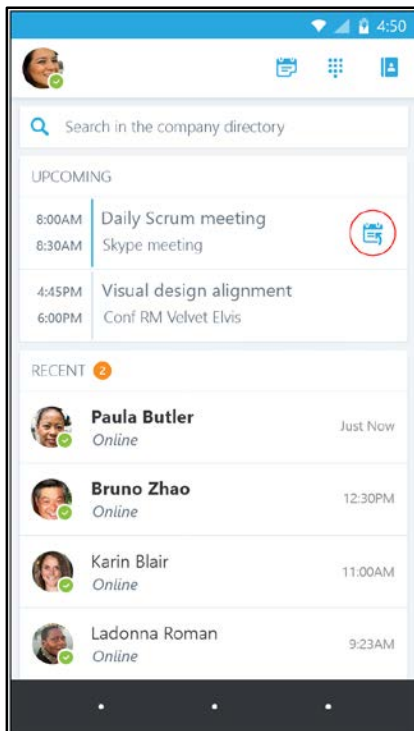 4:50
Search in the company directory
UPCOMING
8:00AM Daily Scrum meeting
8:30AM Skype meeting
4:45PM Visual design alignment
6:00PM Conf RM Velvet Elvis
RECENT 2
Paula Butler
Just Now
Online
Bruno Zhao
12:30PM
Online
Karin Blair
11:00AM
Online
Ladonna Roman
9:23AM
Online